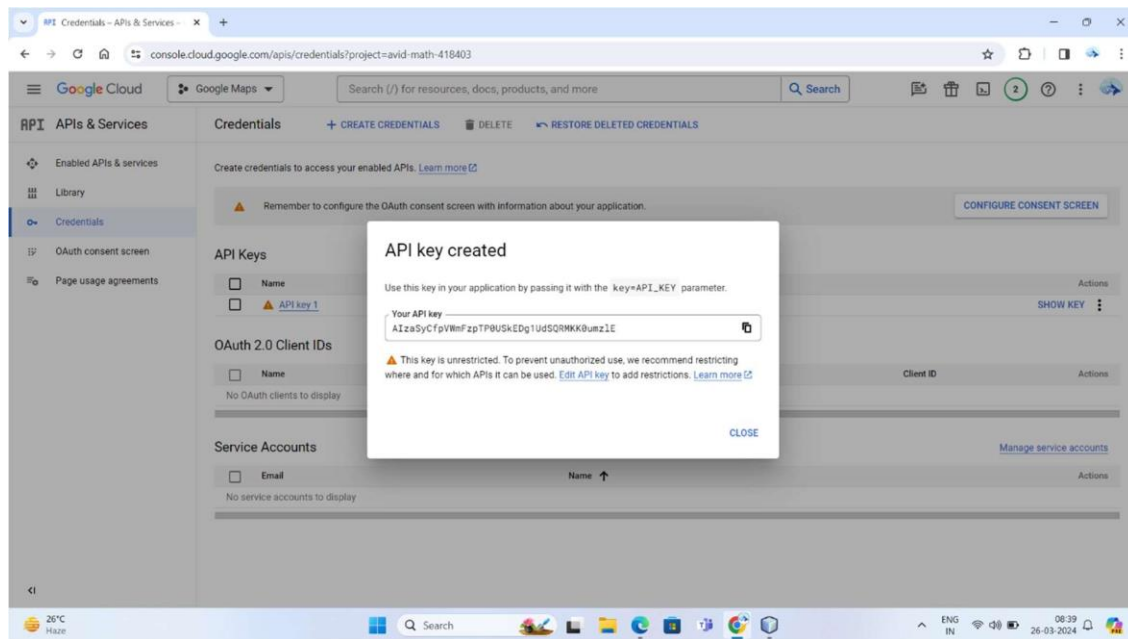 Credentials – APIs & Services –
console.cloud.google.com/apis/credentials?project=avid-math-418403
Google Cloud Google Maps Search (/) for resources, docs, products, and more Search 2
API APIs & Services Credentials + CREATE CREDENTIALS DELETE RESTORE DELETED CREDENTIALS
Enabled APIs & services
Library
Credentials
OAuth consent screen
Page usage agreements
Create credentials to access your enabled APIs. Learn more
Remember to configure the OAuth consent screen with information about your application. CONFIGURE CONSENT SCREEN
API Keys
Name Actions
API key 1 SHOW KEY
OAuth 2.0 Client IDs
Name Client ID Actions
No OAuth clients to display
Service Accounts Manage service accounts
Email Name Actions
No service accounts to display
API key created
Use this key in your application by passing it with the key=API_KEY parameter.
Your API key
AIzaSyCfpVWmFzpTP0USkEDg1UdSQRMKK0umzlE
This key is unrestricted. To prevent unauthorized use, we recommend restricting
where and for which APIs it can be used. Edit API key to add restrictions. Learn more
CLOSE
26°C
Haze
Search
ENG
IN
08:39
26-03-2024